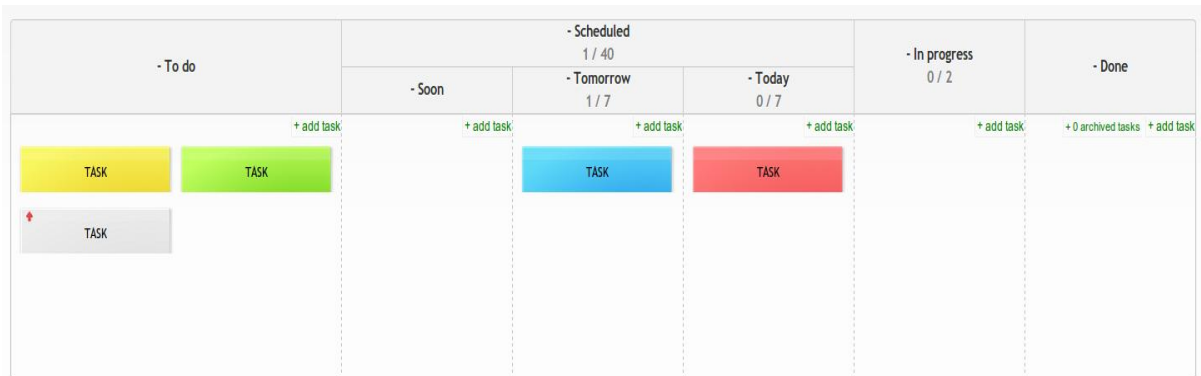 - To do
- Scheduled
1 / 40
- Soon
- Tomorrow
1 / 7
- Today
0 / 7
- In progress
0 / 2
- Done
+ add task
+ add task
+ add task
+ add task
+ add task
+ 0 archived tasks + add task
TASK
TASK
TASK
TASK
TASK